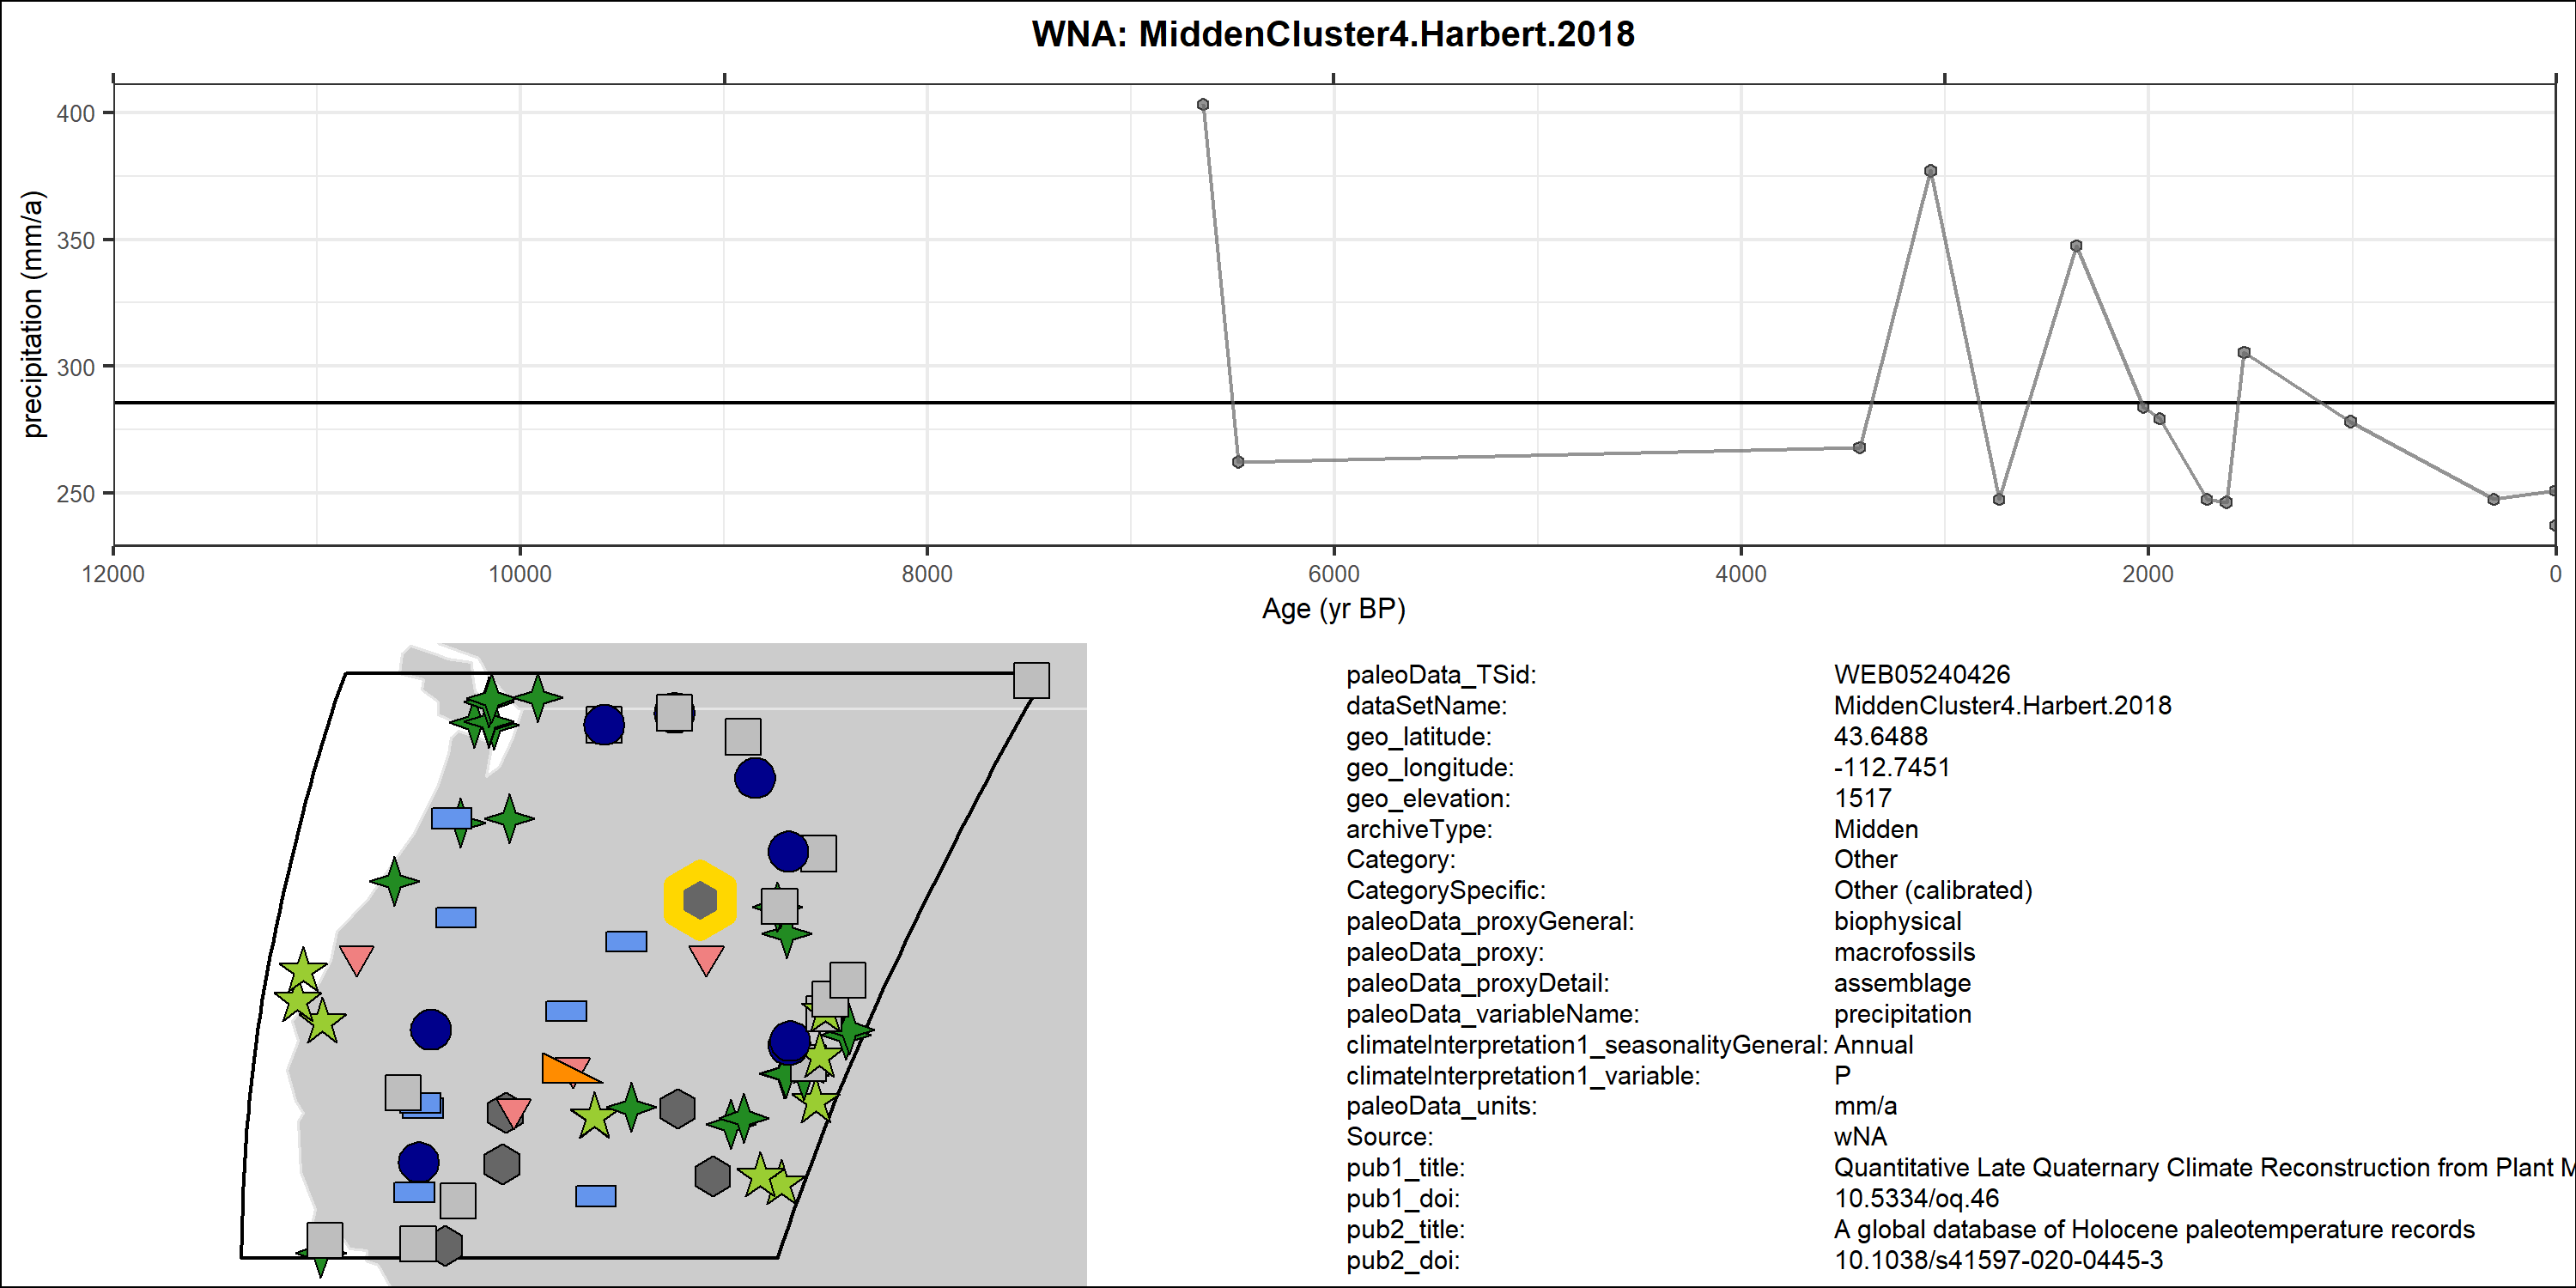 WNA: MiddenCluster4.Harbert.2018
precipitation (mm/a)
400
350
300
250
12000 10000 8000 6000 4000 2000 0
Age (yr BP)
paleoData_TSid: WEB05240426
dataSetName: MiddenCluster4.Harbert.2018
geo_latitude: 43.6488
geo_longitude: -112.7451
geo_elevation: 1517
archiveType: Midden
Category: Other
CategorySpecific: Other (calibrated)
paleoData_proxyGeneral: biophysical
paleoData_proxy: macrofossils
paleoData_proxyDetail: assemblage
paleoData_variableName: precipitation
climateInterpretation1_seasonalityGeneral: Annual
climateInterpretation1_variable: P
paleoData_units: mm/a
Source: wNA
pub1_title: Quantitative Late Quaternary Climate Reconstruction from Plant M
pub1_doi: 10.5334/oq.46
pub2_title: A global database of Holocene paleotemperature records
pub2_doi: 10.1038/s41597-020-0445-3